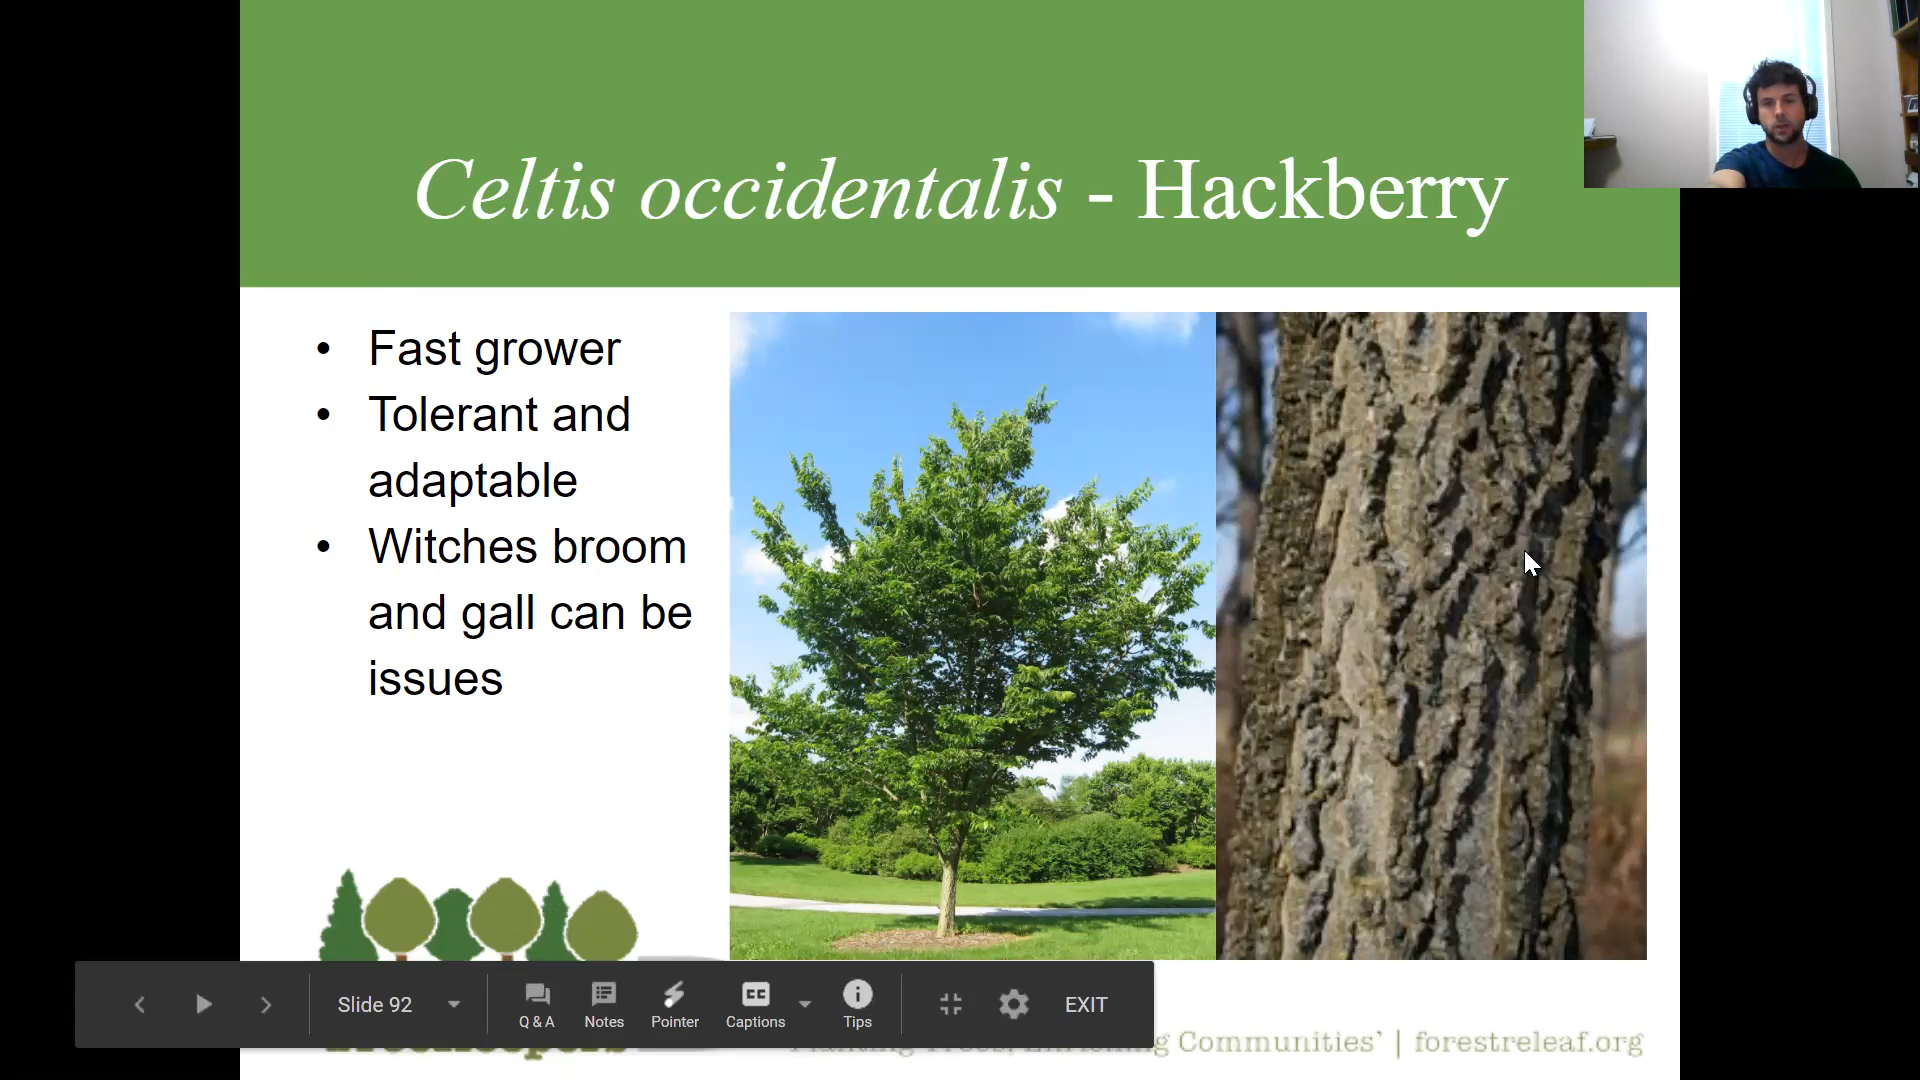 Celtis occidentalis - Hackberry
• Fast grower
• Tolerant and
adaptable
• Witches broom
and gall can be
issues
Slide 92
Q & A
Notes
Pointer
Captions
Tips
EXIT
Communities’ | forestreleaf.org